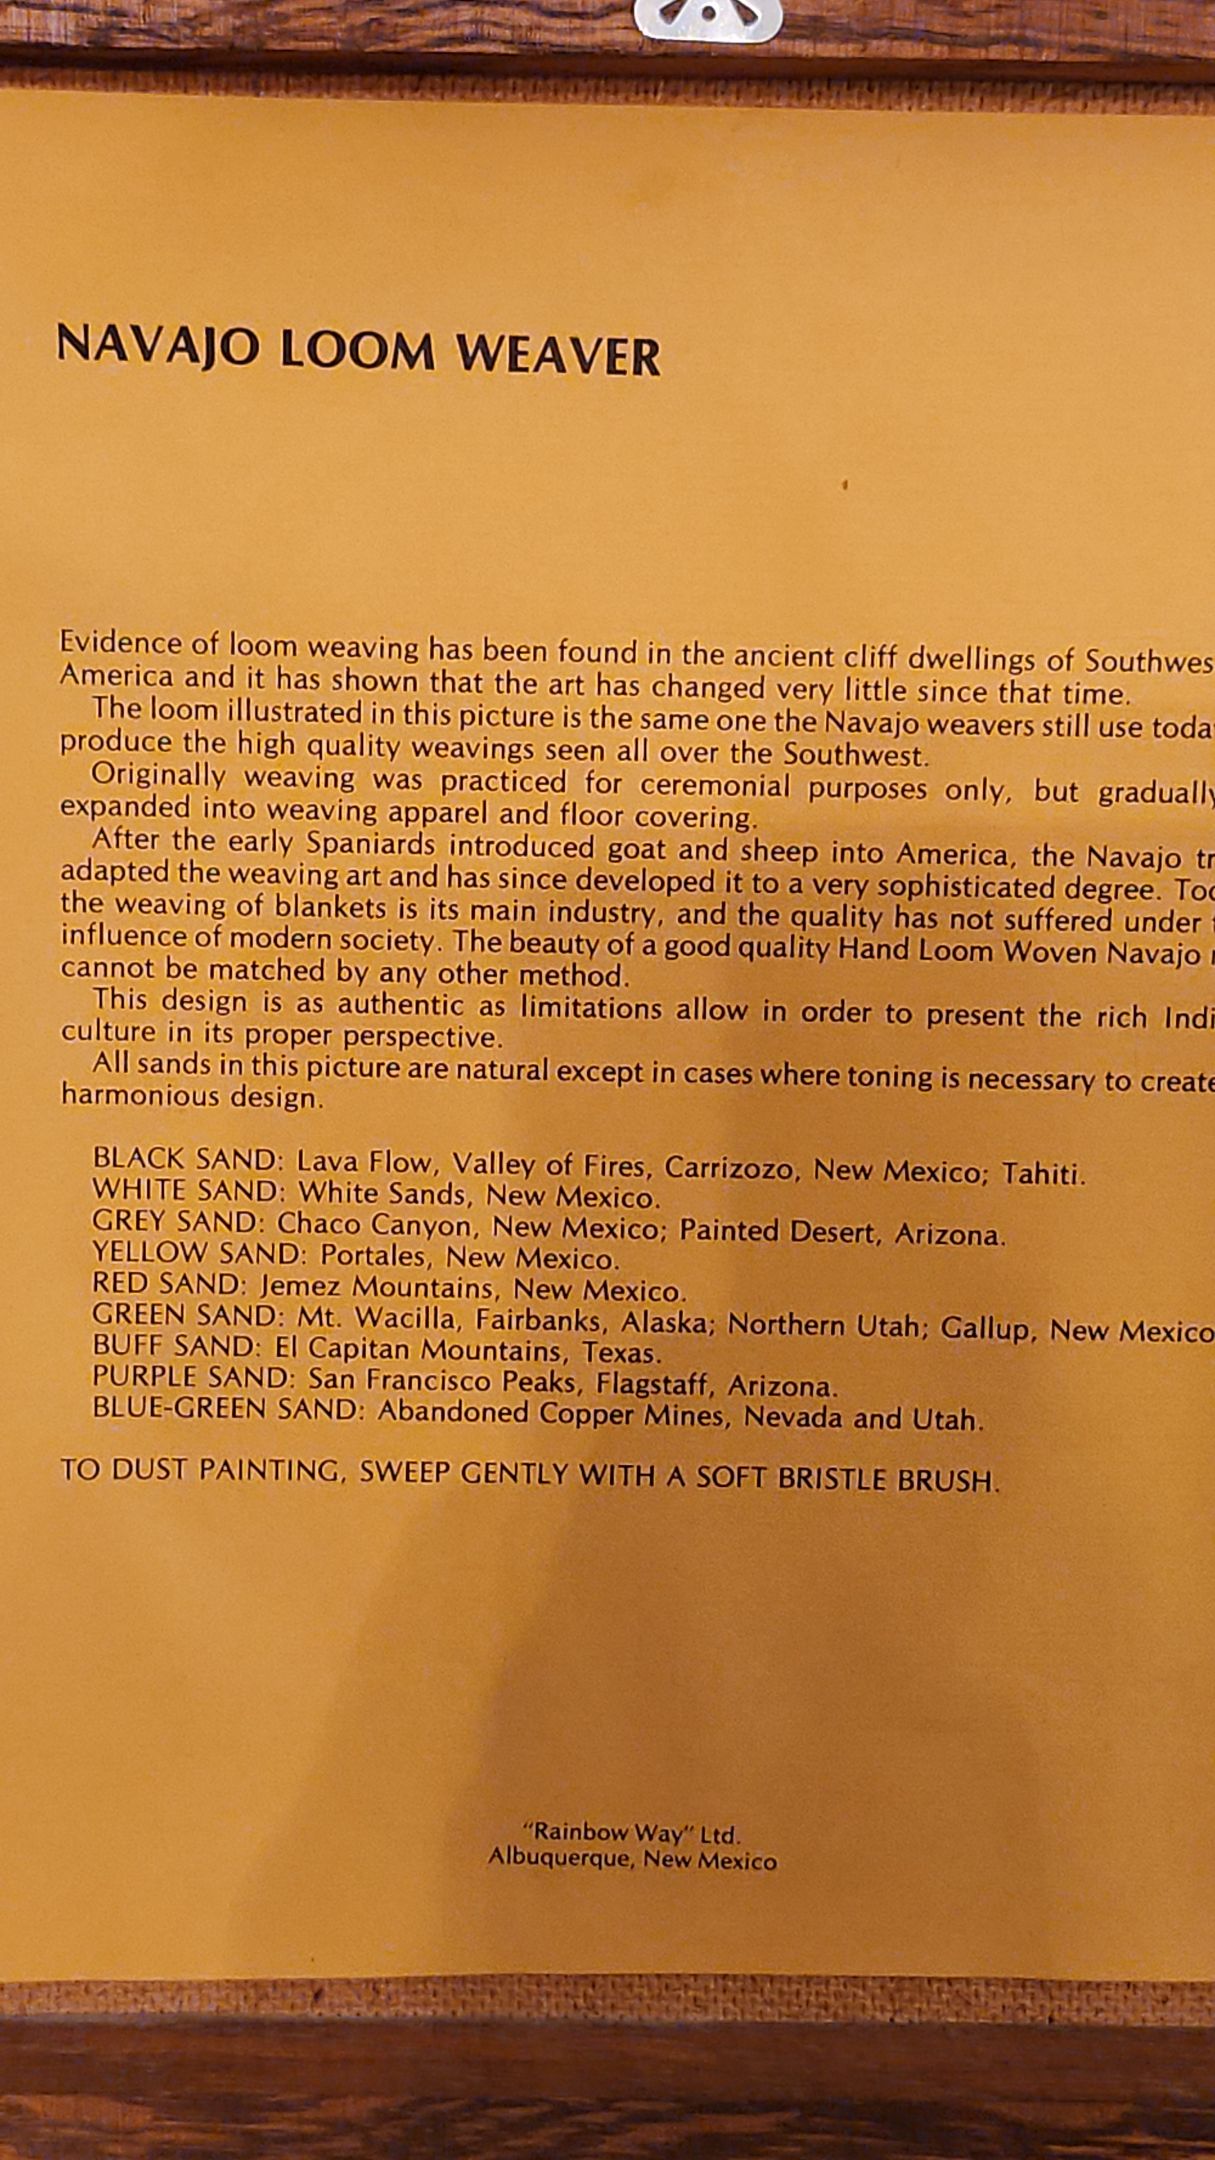 NAVAJO LOOM WEAVER
Evidence of loom weaving has been found in the ancient cliff dwellings of Southwes
America and it has shown that the art has changed very little since that time.
The loom illustrated in this picture is the same one the Navajo weavers still use toda
produce the high quality weavings seen all over the Southwest.
Originally weaving was practiced for ceremonial purposes only, but gradually
expanded into weaving apparel and floor covering.
After the early Spaniards introduced goat and sheep into America, the Navajo tr
adapted the weaving art and has since developed it to a very sophisticated degree. Tod
the weaving of blankets is its main industry, and the quality has not suffered under
influence of modern society. The beauty of a good quality Hand Loom Woven Navajo
cannot be matched by any other method.
This design is as authentic as limitations allow in order to present the rich Indi
culture in its proper perspective.
All sands in this picture are natural except in cases where toning is necessary to create
harmonious design.
BLACK SAND: Lava Flow, Valley of Fires, Carrizozo, New Mexico; Tahiti.
WHITE SAND: White Sands, New Mexico.
GREY SAND: Chaco Canyon, New Mexico; Painted Desert, Arizona.
YELLOW SAND: Portales, New Mexico.
RED SAND: Jemez Mountains, New Mexico.
GREEN SAND: Mt. Wacilla, Fairbanks, Alaska; Northern Utah; Gallup, New Mexico
BUFF SAND: El Capitan Mountains, Texas.
PURPLE SAND: San Francisco Peaks, Flagstaff, Arizona.
BLUE-GREEN SAND: Abandoned Copper Mines, Nevada and Utah.
TO DUST PAINTING, SWEEP GENTLY WITH A SOFT BRISTLE BRUSH.
"Rainbow Way" Ltd.
Albuquerque, New Mexico